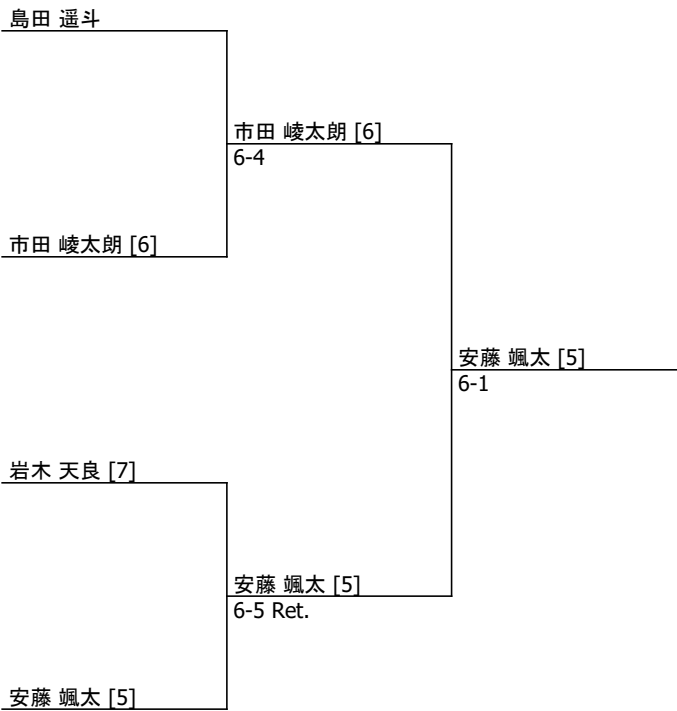 島田 遥斗
市田 崚太朗 [6]
6-4
市田 崚太朗 [6]
安藤 颯太 [5]
6-1
岩木 天良 [7]
安藤 颯太 [5]
6-5 Ret.
安藤 颯太 [5]